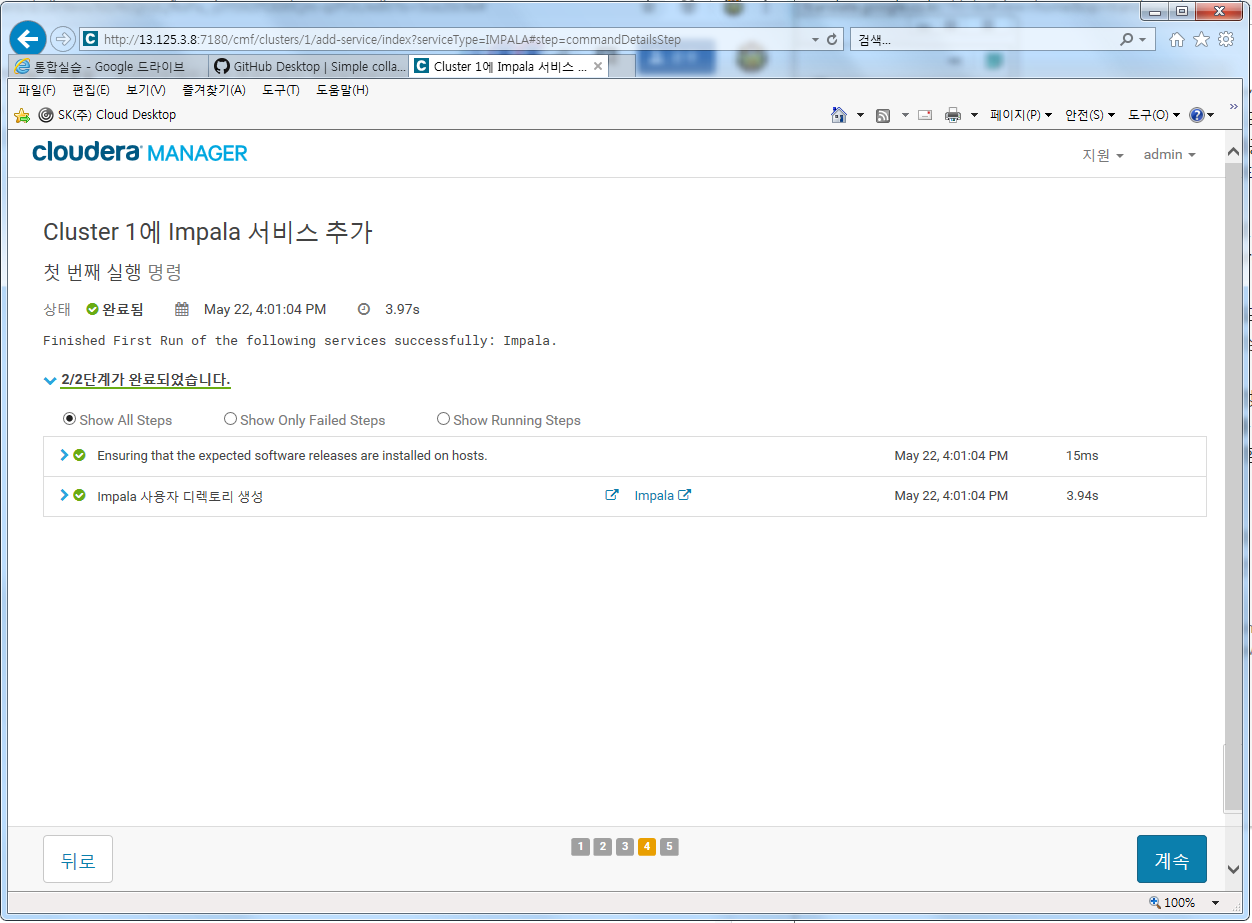 http://13.125.3.8:7180/cmf/clusters/1/add-service/index?serviceType=IMPALA#step=commandDetailsStep
검색...
통합실습 - Google 드라이브
GitHub Desktop | Simple colla...
Cluster 1에 Impala 서비스 ...
파일(F) 편집(E) 보기(V) 즐겨찾기(A) 도구(T) 도움말(H)
SK(주) Cloud Desktop
페이지(P) 안전(S) 도구(O)
cloudera MANAGER
지원 admin
Cluster 1에 Impala 서비스 추가
첫 번째 실행 명령
상태 완료됨 May 22, 4:01:04 PM 3.97s
Finished First Run of the following services successfully: Impala.
2/2단계가 완료되었습니다.
Show All Steps Show Only Failed Steps Show Running Steps
Ensuring that the expected software releases are installed on hosts. May 22, 4:01:04 PM 15ms
Impala 사용자 디렉토리 생성 Impala May 22, 4:01:04 PM 3.94s
뒤로 1 2 3 4 5 계속
100%